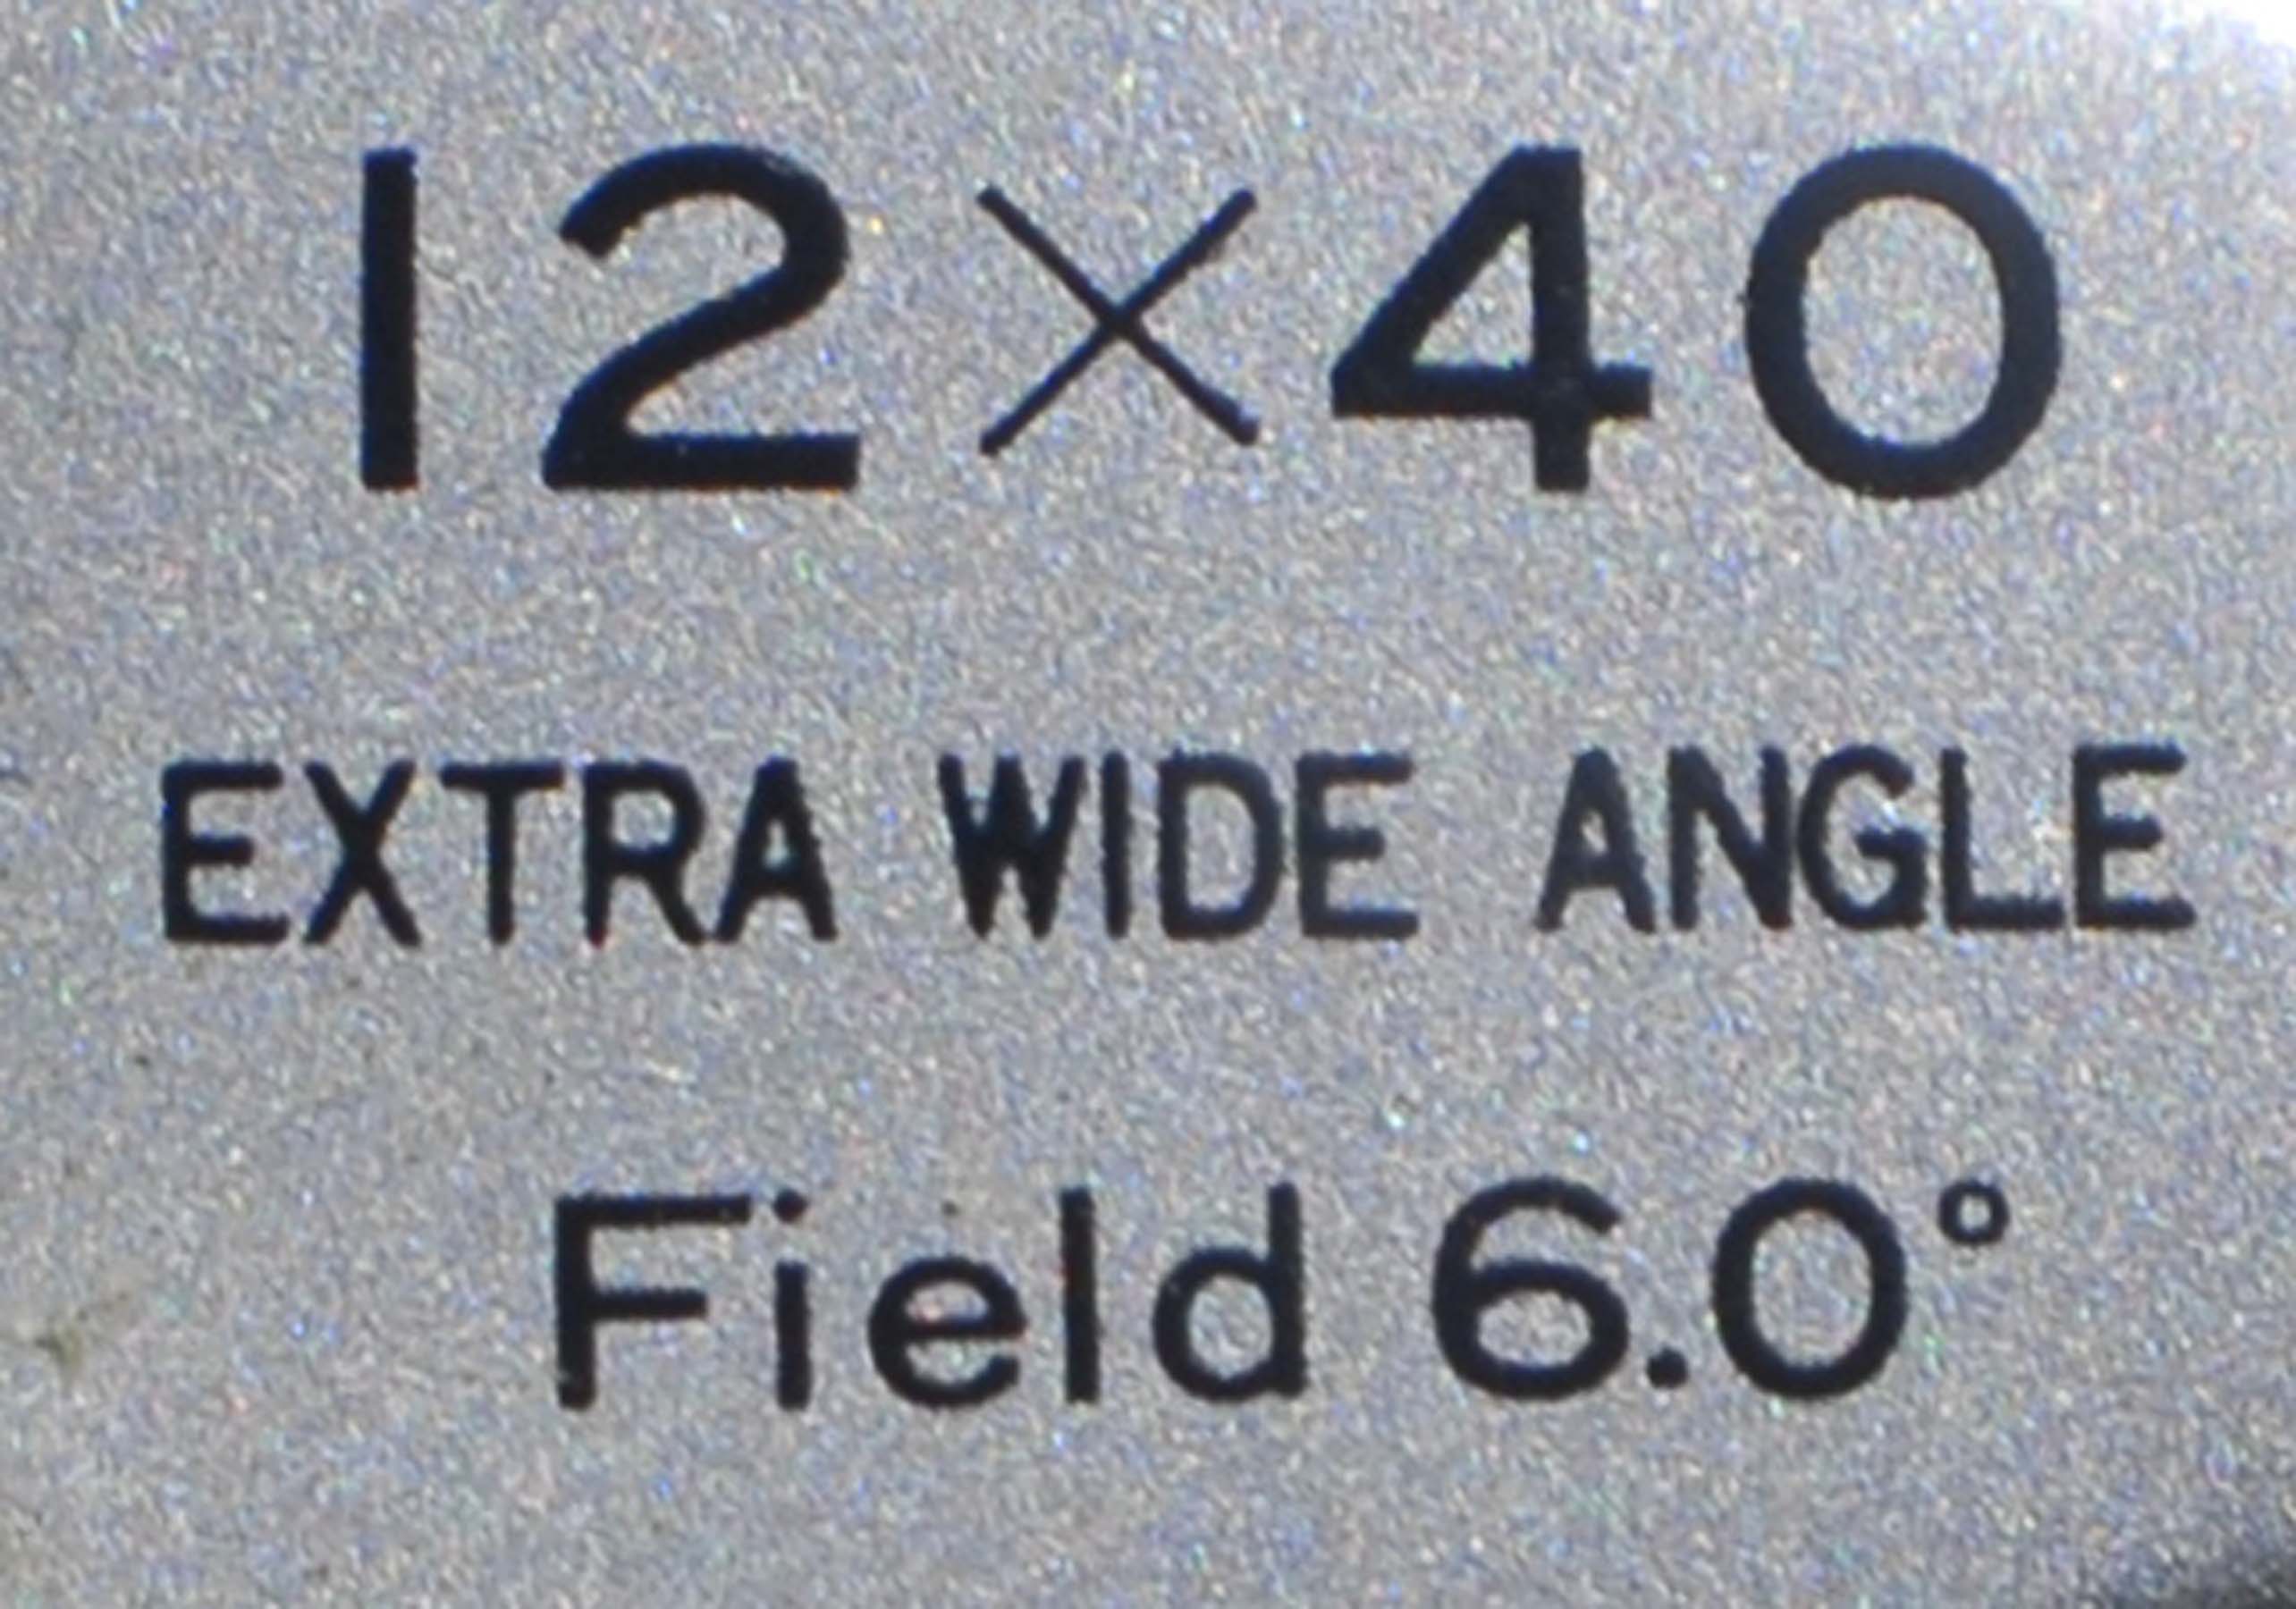 12×40
EXTRA WIDE ANGLE
Field 6.0°